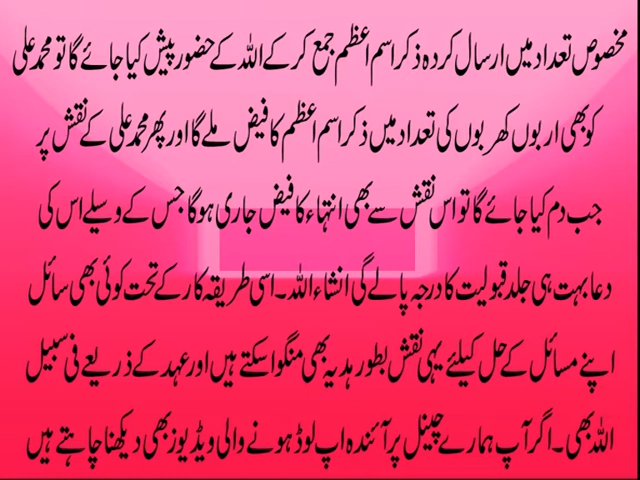 مخصوص تعداد میں ارسال کردہ ذکر اسم اعظم جمع کر کے اللہ کے حضور پیش کیا جائے گا تو محمد علی
کو بھی اربوں کھربوں کی تعداد میں ذکر اسم اعظم کا فیض ملے گا اور پھر محمد علی کے نقش پر
جب دم کیا جائے گا تو اس نقش سے بھی انتہاء کا فیض جاری ہو گا جس کے وسیلے اس کی
دعا بہت ہی جلد قبولیت کا درجہ پا لے گی انشاء اللہ۔ اسی طریقہ کار کے تحت کوئی بھی سائل
اپنے مسائل کے حل کیلئے یہی نقش بطور ہدیہ بھی منگوا سکتے ہیں اور عہد کے ذریعے فی سبیل
اللہ بھی۔ اگر آپ ہمارے چینل پر آئندہ اپ لوڈ ہونے والی ویڈیوز بھی دیکھنا چاہتے ہیں